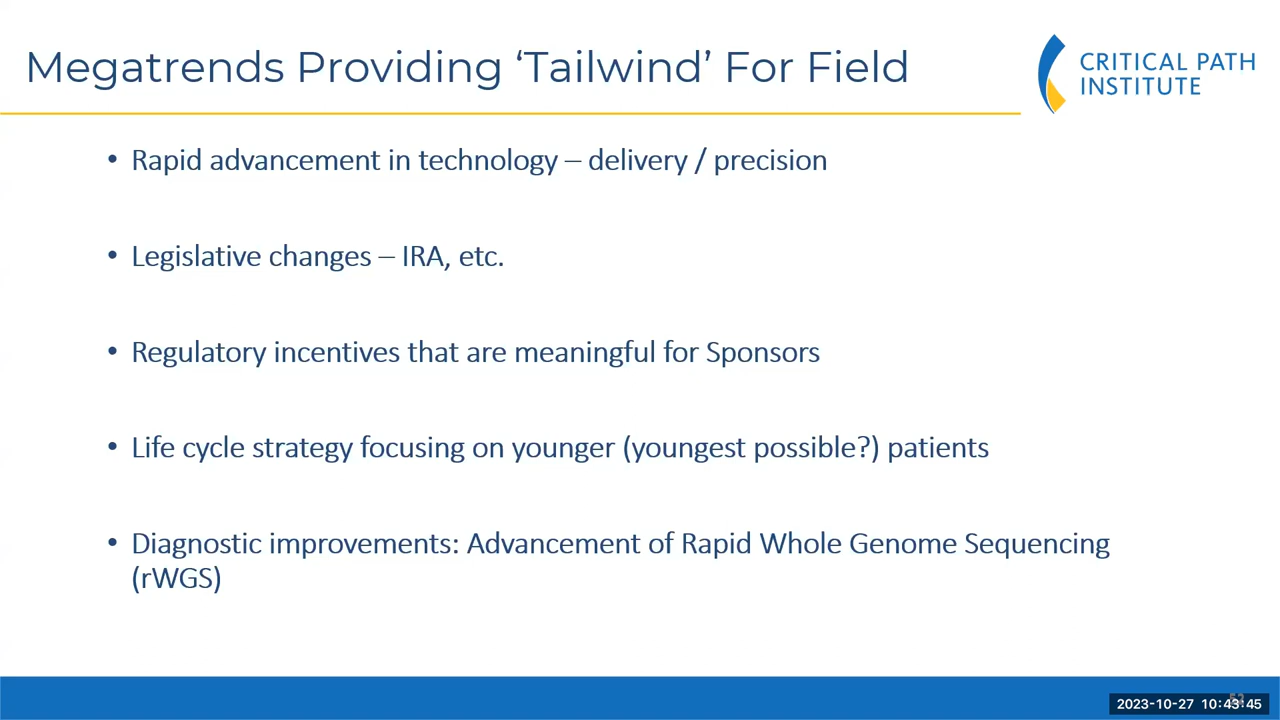 Megatrends Providing ‘Tailwind’ For Field
CRITICAL PATH
INSTITUTE
• Rapid advancement in technology – delivery / precision
• Legislative changes – IRA, etc.
• Regulatory incentives that are meaningful for Sponsors
• Life cycle strategy focusing on younger (youngest possible?) patients
• Diagnostic improvements: Advancement of Rapid Whole Genome Sequencing
(rWGS)
2023-10-27 10:43:45